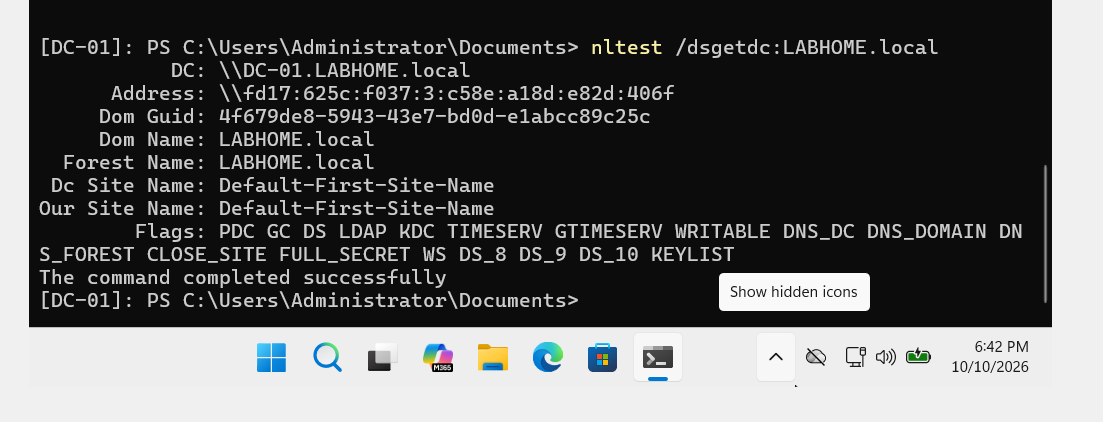 [DC-01]: PS C:\Users\Administrator\Documents> nltest /dsgetdc:LABHOME.local
           DC: \\DC-01.LABHOME.local
      Address: \\fd17:625c:f037:3:c58e:a18d:e82d:406f
     Dom Guid: 4f679de8-5943-43e7-bd0d-e1abcc89c25c
     Dom Name: LABHOME.local
  Forest Name: LABHOME.local
 Dc Site Name: Default-First-Site-Name
Our Site Name: Default-First-Site-Name
        Flags: PDC GC DS LDAP KDC TIMESERV GTIMESERV WRITABLE DNS_DC DNS_DOMAIN DN
S_FOREST CLOSE_SITE FULL_SECRET WS DS_8 DS_9 DS_10 KEYLIST
The command completed successfully
[DC-01]: PS C:\Users\Administrator\Documents>
Show hidden icons
M365
6:42 PM
10/10/2026